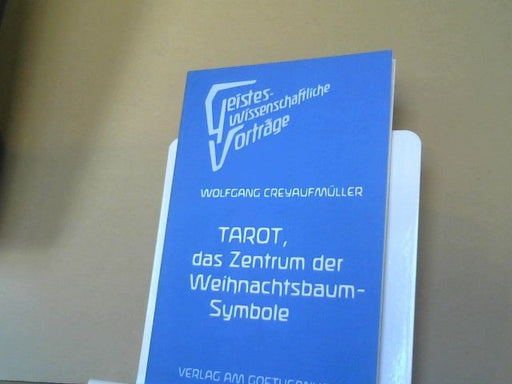 Geistes-
Wissenschaftliche
Vorträge
WOLFGANG CREYAUFMÜLLER
TAROT,
das Zentrum der
Weihnachtsbaum-
Symbole
VERLAG AM